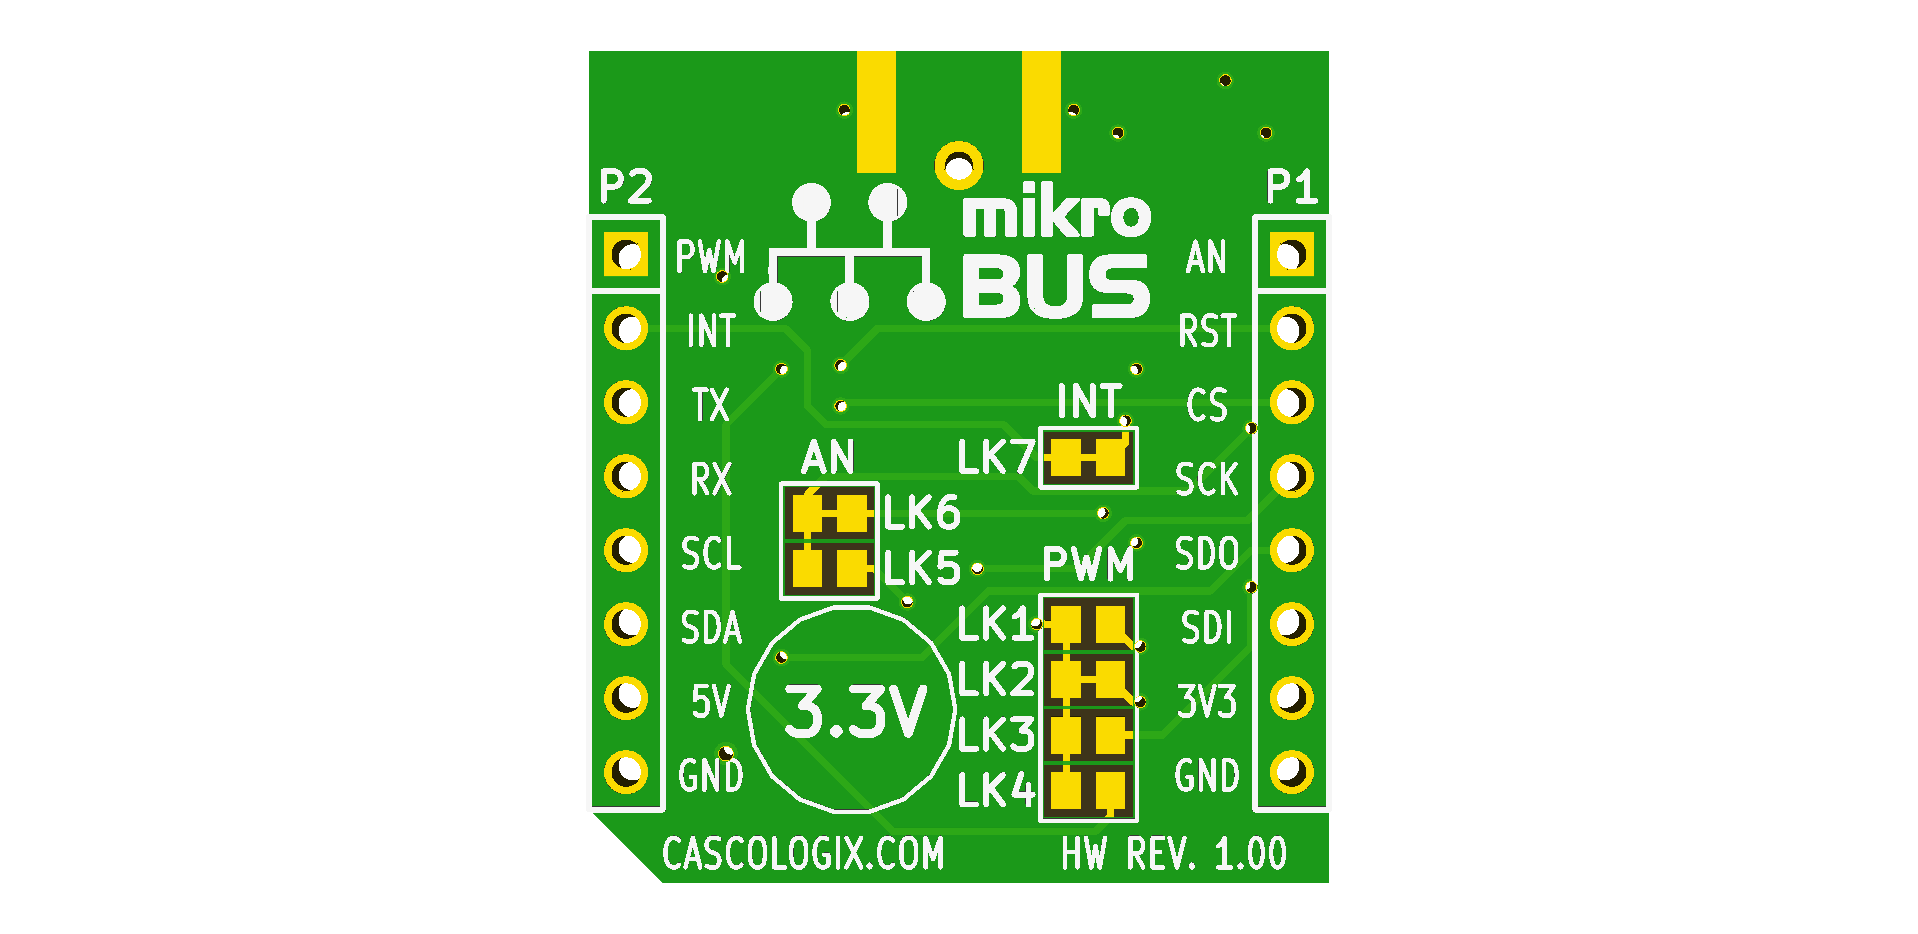 P2
P1
mikro
BUS
PWM
AN
INT
RST
TX
INT
CS
AN
LK7
RX
SCK
LK6
SCL
LK5
PWM
SDO
SDA
LK1
SDI
5V
3.3V
LK2
3V3
LK3
GND
LK4
GND
CASCOLOGIX.COM
HW REV. 1.00